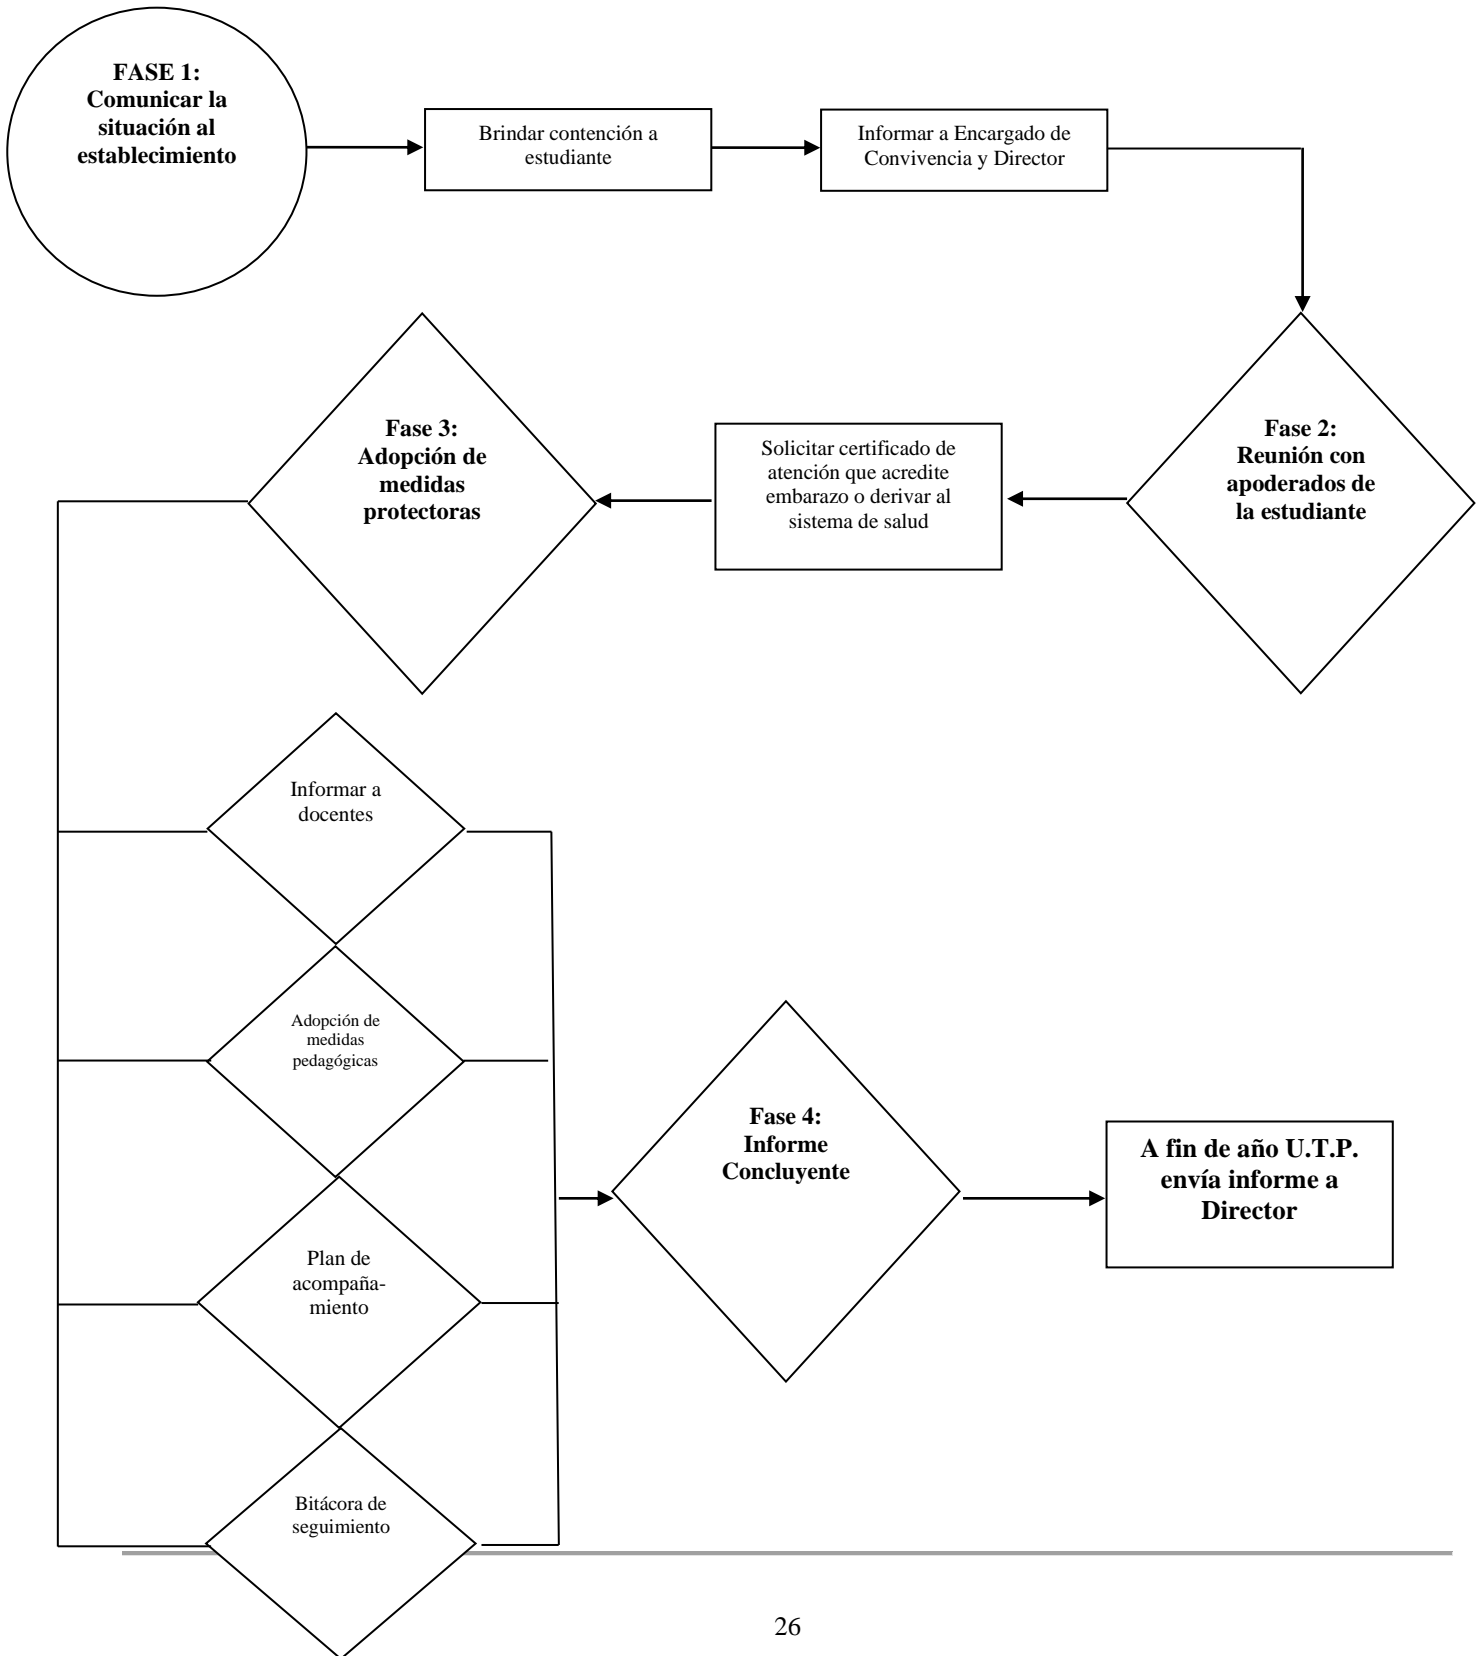 FASE 1:
Comunicar la
situación al
establecimiento
Brindar contención a
estudiante
Informar a Encargado de
Convivencia y Director
Fase 2:
Reunión con
apoderados de
la estudiante
Solicitar certificado de
atención que acredite
embarazo o derivar al
sistema de salud
Fase 3:
Adopción de
medidas
protectoras
Informar a
docentes
Adopción de
medidas
pedagógicas
Plan de
acompaña-
miento
Bitácora de
seguimiento
Fase 4:
Informe
Concluyente
A fin de año U.T.P.
envía informe a
Director
26